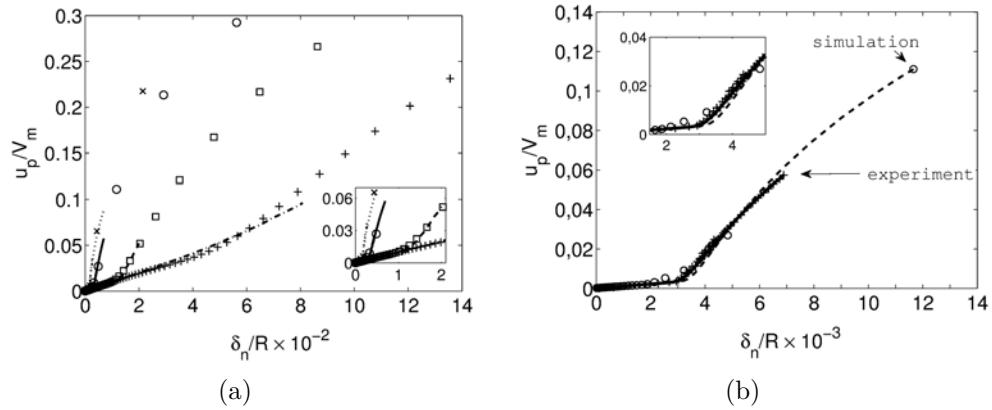 0.3
0.25
0.2
0.15
0.1
0.05
0
u_p/V_m
0 2 4 6 8 10 12 14
δ_n/R × 10^-2
0.06
0.03
0.00
0 1 2
(a)
0,14
0,12
0,1
0,08
0,06
0,04
0,02
0
u_p/V_m
0 2 4 6 8 10 12 14
δ_n/R × 10^-3
0,04
0,02
0
2 4
simulation
experiment
(b)